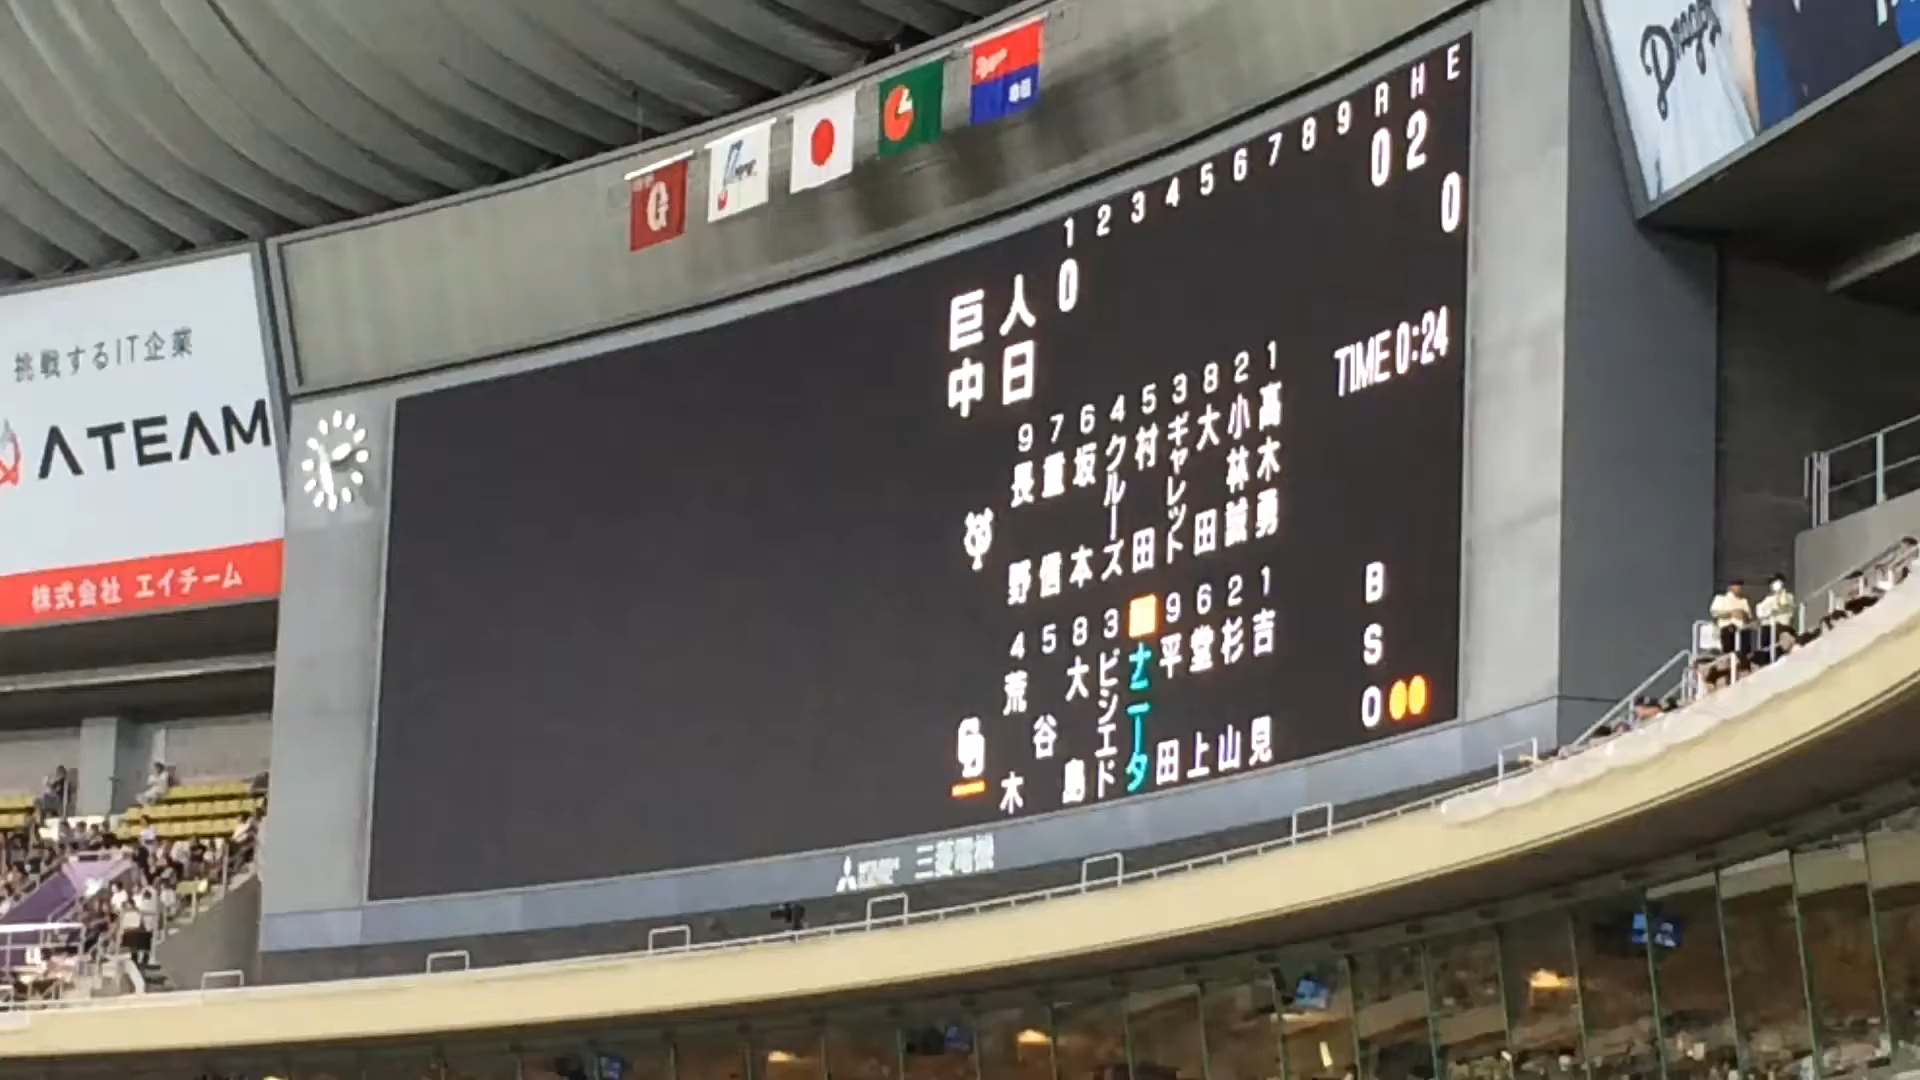 Dragons
G
中日
1 2 3 4 5 6 7 8 9 R H E
巨人 0 0 2
中日 0
TIME 0:24
9 7 6 4 5 3 8 2 1
長野
重信
坂本
クルーズ
村田
ギャレット
大田
小林誠
高木勇
4 5 8 3 9 6 2 1
荒木
谷
大島
ビシエド
ナニータ
平田
堂上
杉山
吉見
B
S
O
挑戦するIT企業
ATEAM
株式会社 エイチーム
三菱電機